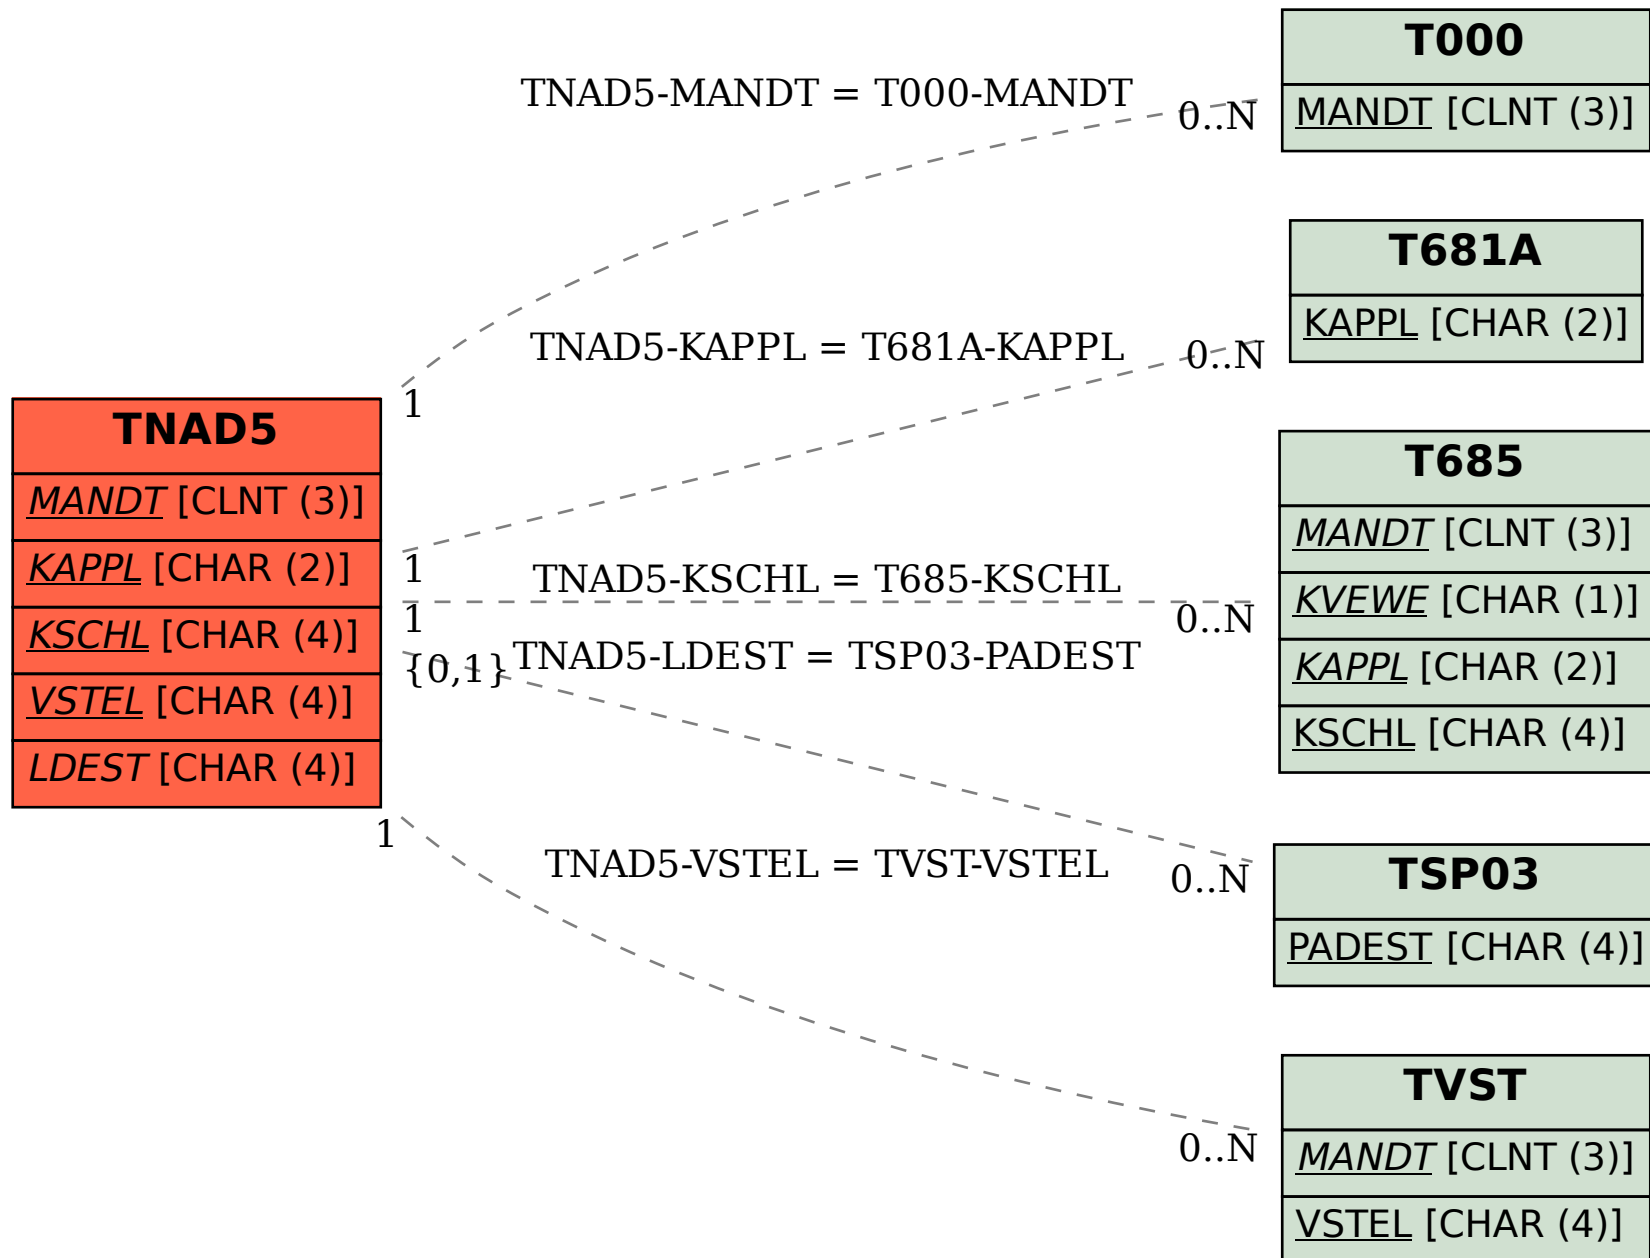 T000
MANDT [CLNT (3)]
TNAD5-MANDT = T000-MANDT
0..N
1
T681A
KAPPL [CHAR (2)]
TNAD5-KAPPL = T681A-KAPPL
0..N
1
TNAD5
MANDT [CLNT (3)]
KAPPL [CHAR (2)]
KSCHL [CHAR (4)]
VSTEL [CHAR (4)]
LDEST [CHAR (4)]
T685
MANDT [CLNT (3)]
KVEWE [CHAR (1)]
KAPPL [CHAR (2)]
KSCHL [CHAR (4)]
TNAD5-KSCHL = T685-KSCHL
0..N
1
TNAD5-LDEST = TSP03-PADEST
{0,1}
0..N
TSP03
PADEST [CHAR (4)]
TNAD5-VSTEL = TVST-VSTEL
1
0..N
TVST
MANDT [CLNT (3)]
VSTEL [CHAR (4)]